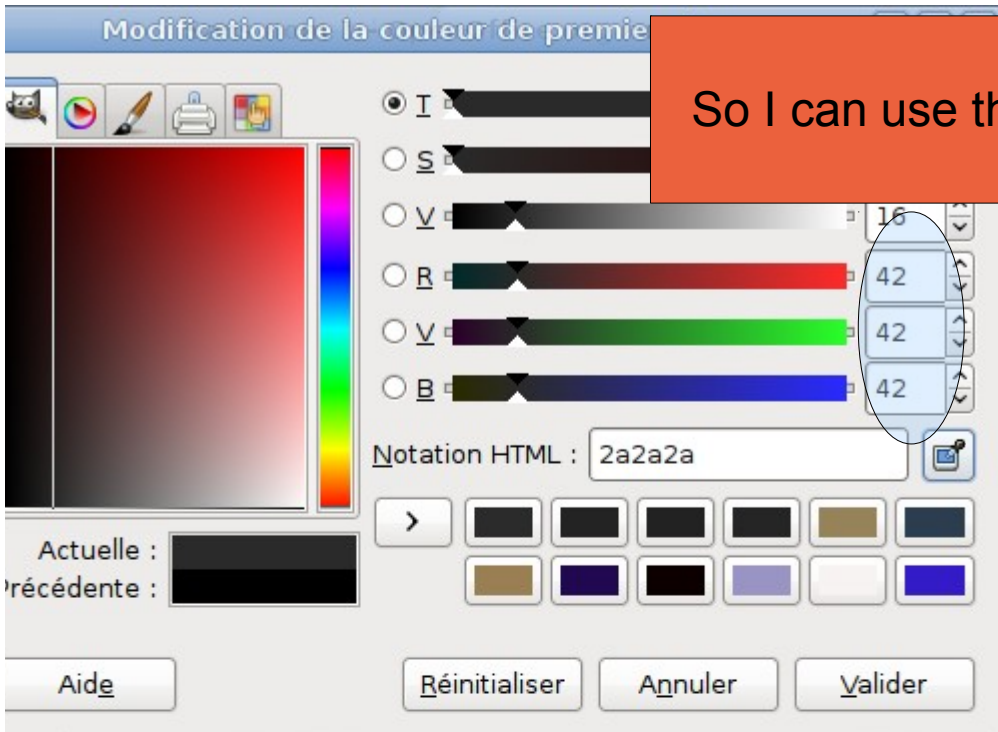 Modification de la couleur de premie
So I can use th
T
S
V 16
R 42
V 42
B 42
Notation HTML : 2a2a2a
>
Actuelle :
Précédente :
Aide
Réinitialiser Annuler Valider